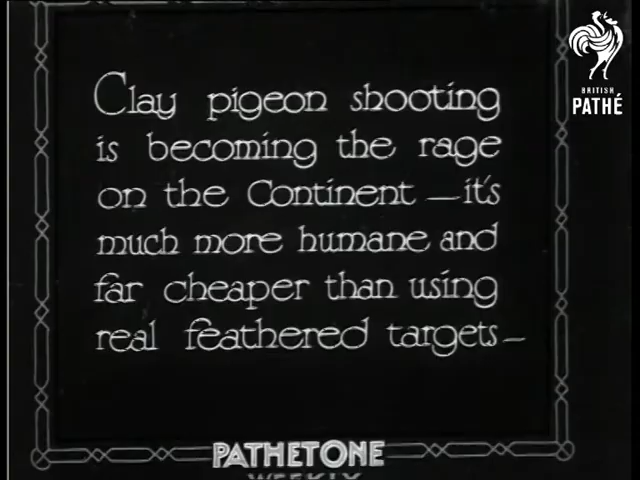 Clay pigeon shooting
is becoming the rage
on the Continent — it's
much more humane and
far cheaper than using
real feathered targets —
PATHETONE
WEEKLY
BRITISH
PATHÉ